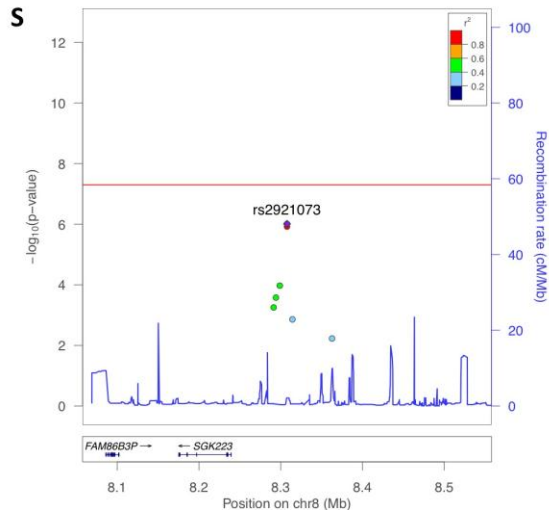 S
12
10
8
6
4
2
0
−log10(p−value)
rs2921073
r2
0.8
0.6
0.4
0.2
100
80
60
40
20
0
Recombination rate (cM/Mb)
FAM86B3P
SGK223
8.1
8.2
8.3
8.4
8.5
Position on chr8 (Mb)